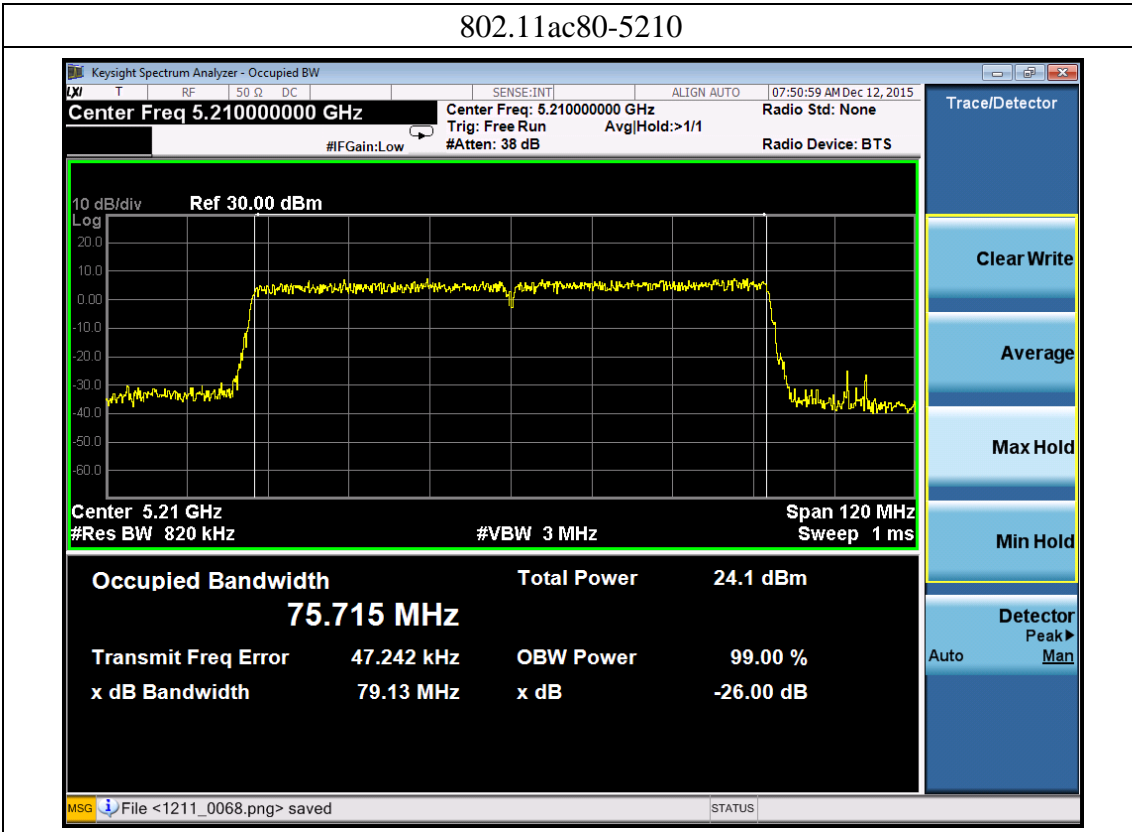 802.11ac80-5210
Keysight Spectrum Analyzer - Occupied BW
LXI T RF 50 Ω DC SENSE:INT ALIGN AUTO 07:50:59 AM Dec 12, 2015
Center Freq 5.210000000 GHz Center Freq: 5.210000000 GHz Radio Std: None
Trig: Free Run Avg|Hold:>1/1
#IFGain:Low #Atten: 38 dB Radio Device: BTS
Trace/Detector
10 dB/div Ref 30.00 dBm
Log
20.0
10.0
0.00
-10.0
-20.0
-30.0
-40.0
-50.0
-60.0
Center 5.21 GHz Span 120 MHz
#Res BW 820 kHz #VBW 3 MHz Sweep 1 ms
Clear Write
Average
Max Hold
Min Hold
Detector
Peak▶
Auto Man
Occupied Bandwidth Total Power 24.1 dBm
75.715 MHz
Transmit Freq Error 47.242 kHz OBW Power 99.00 %
x dB Bandwidth 79.13 MHz x dB -26.00 dB
MSG File <1211_0068.png> saved STATUS